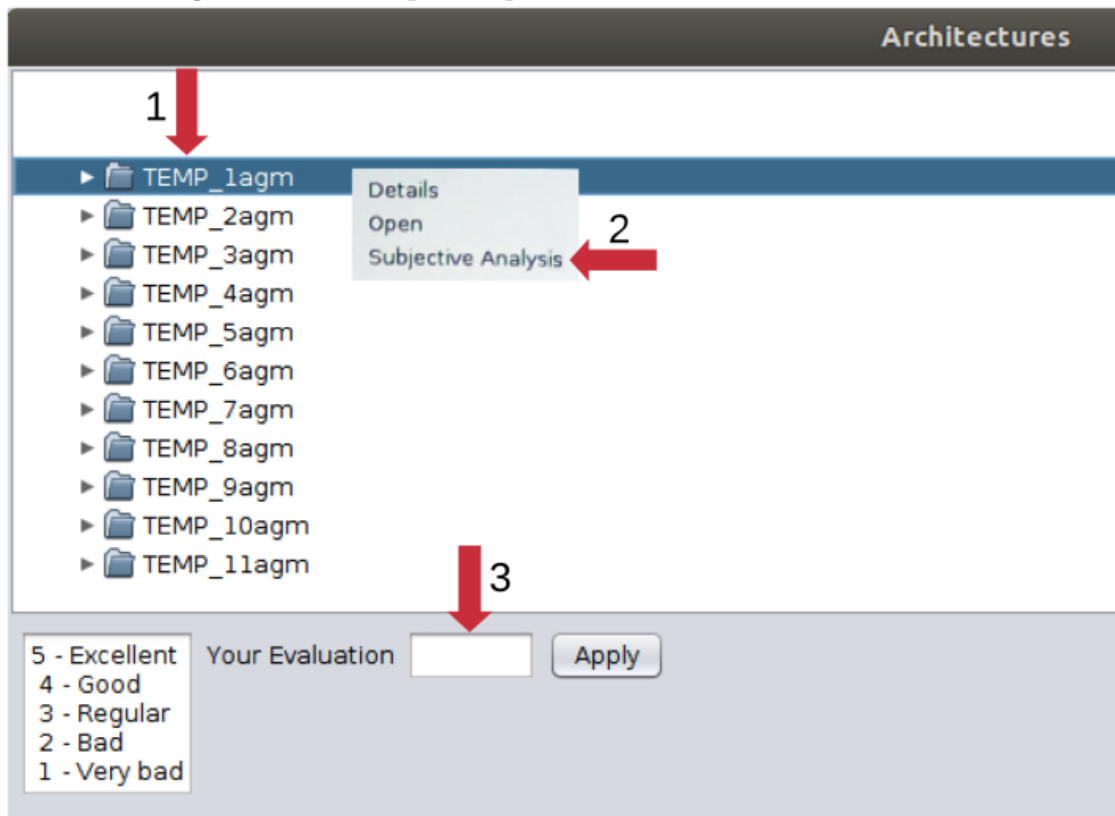 Architectures
1
TEMP_1agm
Details
TEMP_2agm
Open
2
TEMP_3agm
Subjective Analysis
TEMP_4agm
TEMP_5agm
TEMP_6agm
TEMP_7agm
TEMP_8agm
TEMP_9agm
TEMP_10agm
TEMP_11agm
3
5 - Excellent
4 - Good
3 - Regular
2 - Bad
1 - Very bad
Your Evaluation
Apply